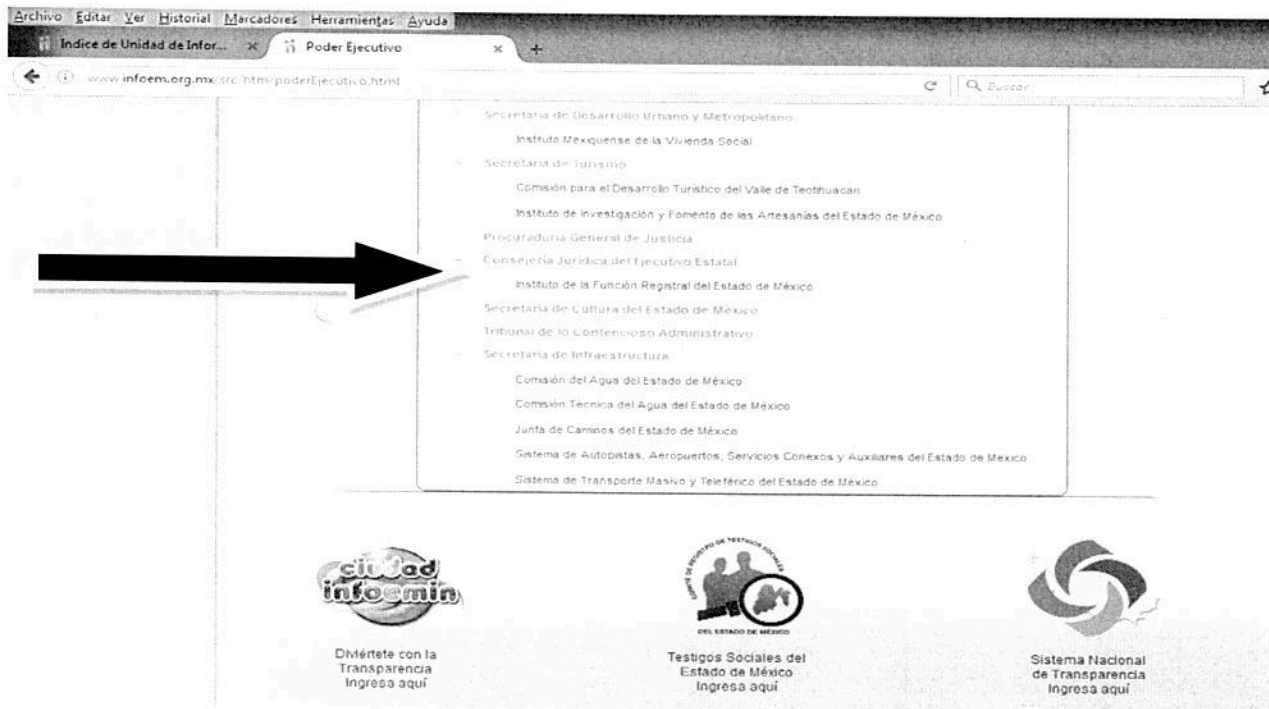 Archivo Editar Ver Historial Marcadores Herramientas Ayuda
Indice de Unidad de Infor... × Poder Ejecutivo × +
www.infoem.org.mx/src/htm/poderEjecutivo.html Buscar
Secretaría de Desarrollo Urbano y Metropolitano
Instituto Mexiquense de la Vivienda Social
Secretaría de Turismo
Comisión para el Desarrollo Turístico del Valle de Teotihuacán
Instituto de Investigación y Fomento de las Artesanías del Estado de México
Procuraduría General de Justicia
Consejería Jurídica del Ejecutivo Estatal
Instituto de la Función Registral del Estado de México
Secretaría de Cultura del Estado de México
Tribunal de lo Contencioso Administrativo
Secretaría de Infraestructura
Comisión del Agua del Estado de México
Comisión Técnica del Agua del Estado de México
Junta de Caminos del Estado de México
Sistema de Autopistas, Aeropuertos, Servicios Conexos y Auxiliares del Estado de México
Sistema de Transporte Masivo y Teleférico del Estado de México
ciudad
infoemin
Diviértete con la
Transparencia
Ingresa aquí
COMITÉ DE REGISTRO DE TESTIGOS SOCIALES
DEL ESTADO DE MÉXICO
Testigos Sociales del
Estado de México
Ingresa aquí
Sistema Nacional
de Transparencia
Ingresa aquí